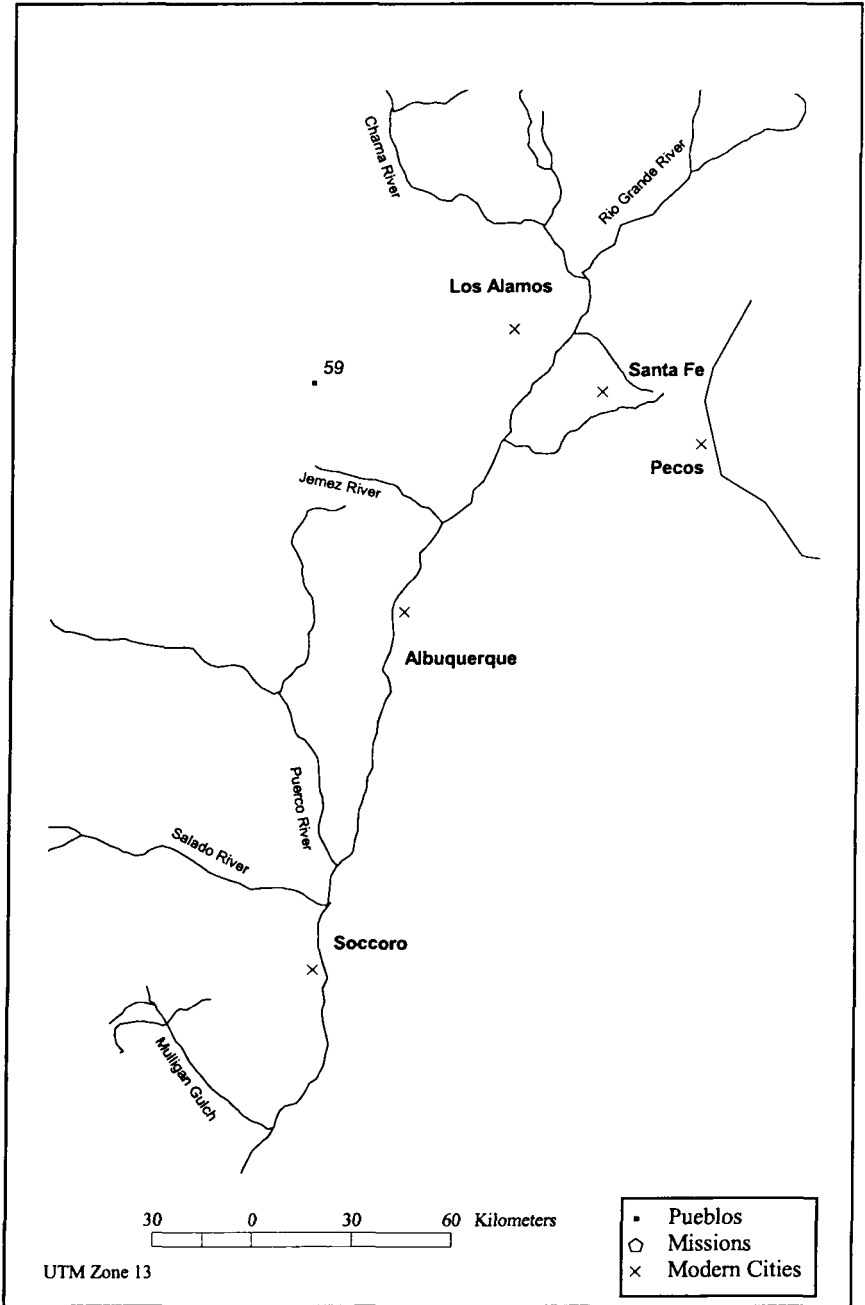 Chama River
Rio Grande River
Los Alamos
59
Santa Fe
Pecos
Jemez River
Albuquerque
Puerco River
Salado River
Soccoro
Mulligan Gulch
30 0 30 60 Kilometers
UTM Zone 13
Pueblos
Missions
Modern Cities